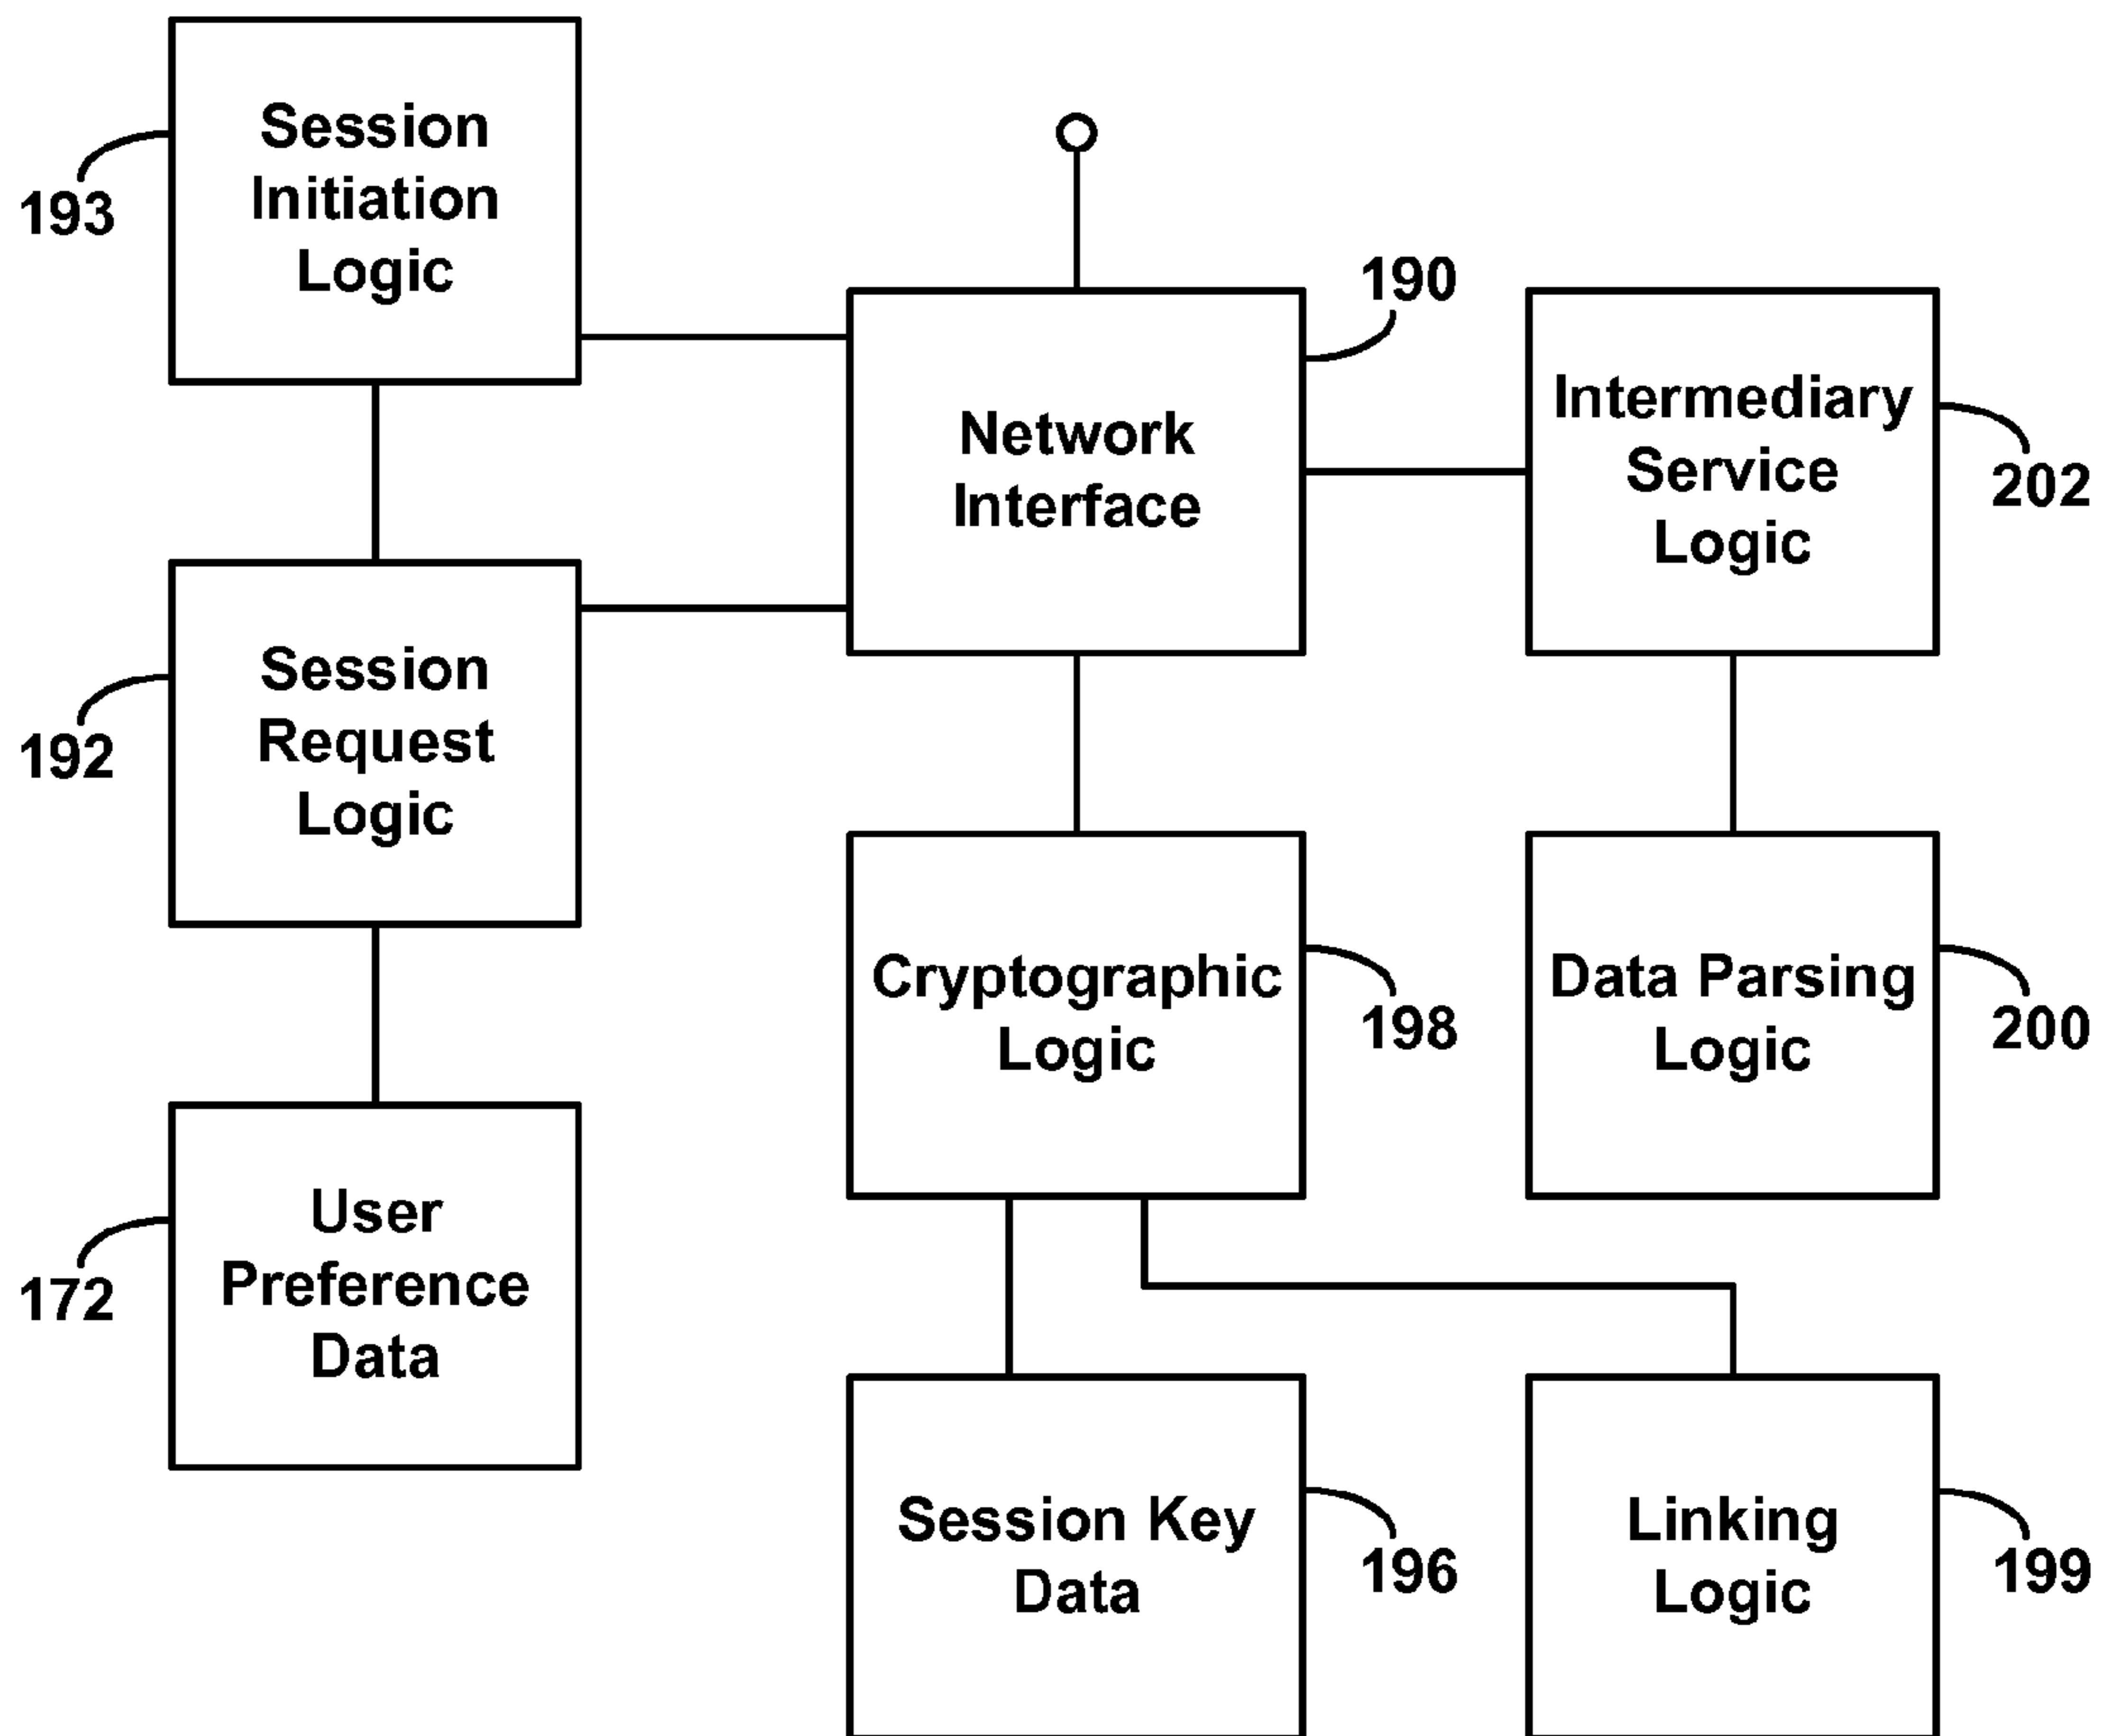 Session
Initiation
Logic
193
Network
Interface
190
Intermediary
Service
Logic
202
Session
Request
Logic
192
Cryptographic
Logic
198
Data Parsing
Logic
200
User
Preference
Data
172
Session Key
Data
196
Linking
Logic
199